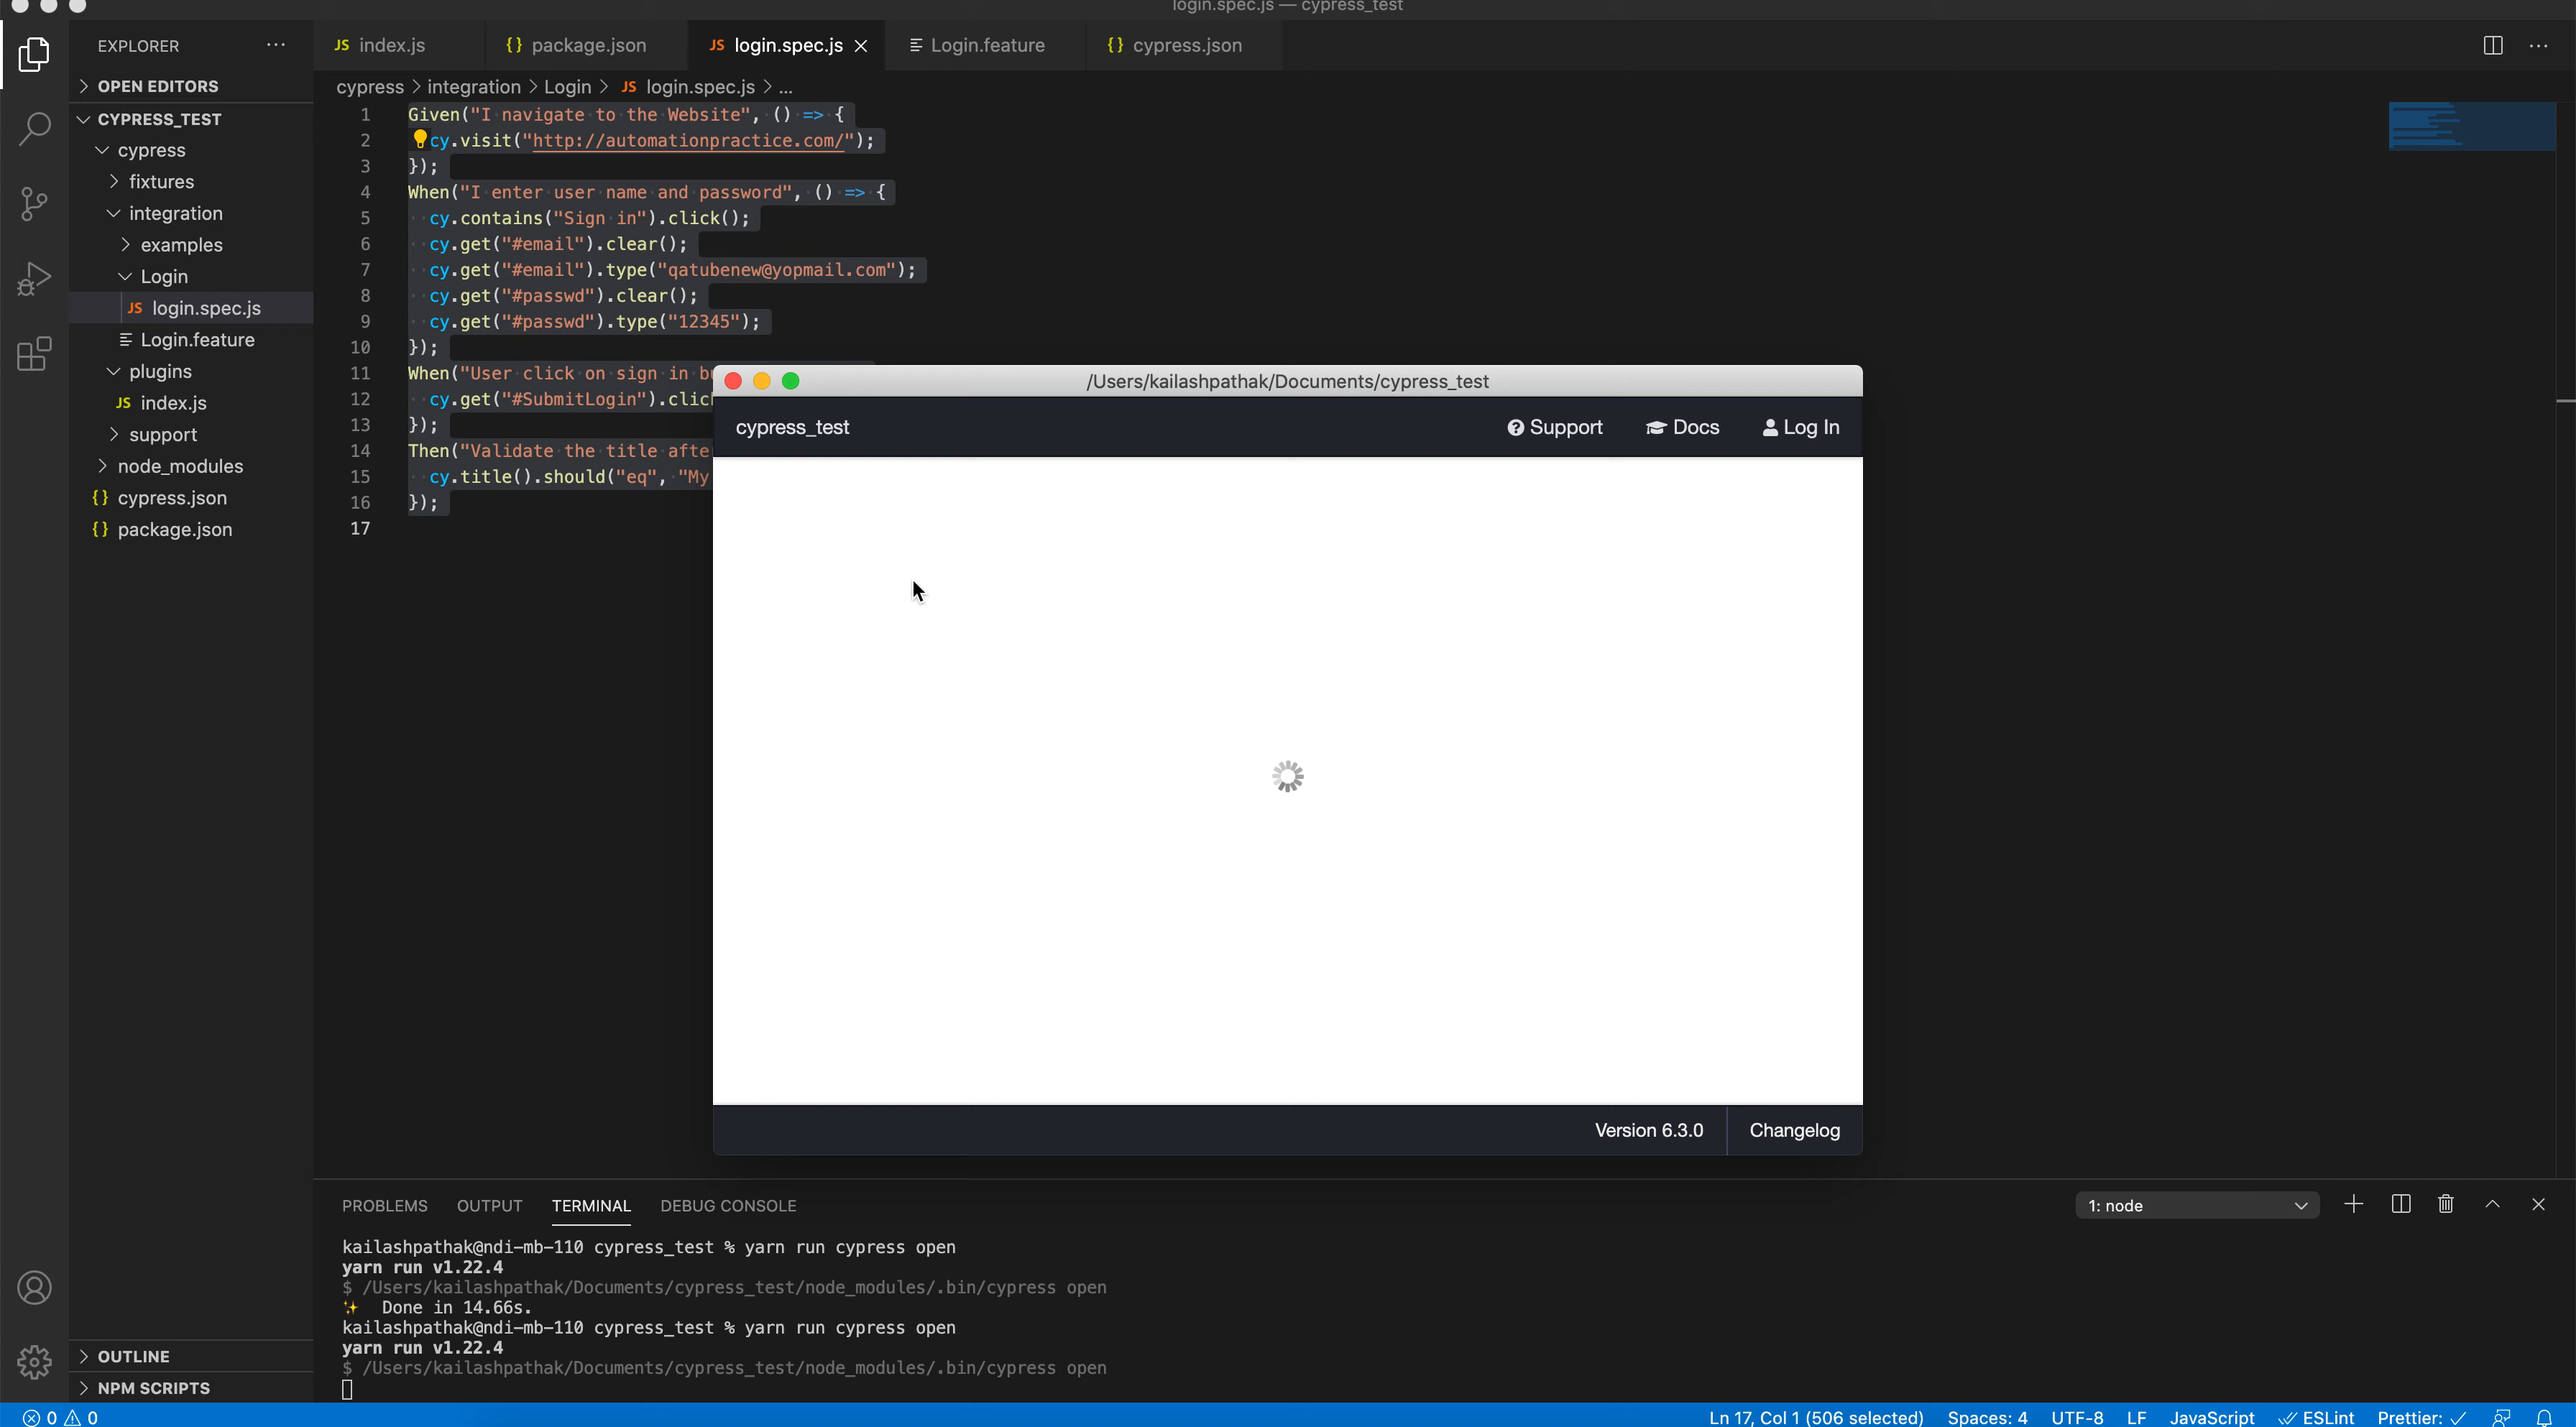 login.spec.js — cypress_test
EXPLORER
OPEN EDITORS
CYPRESS_TEST
cypress
fixtures
integration
examples
Login
JS login.spec.js
Login.feature
plugins
JS index.js
support
node_modules
{} cypress.json
{} package.json
OUTLINE
NPM SCRIPTS
JS index.js
{} package.json
JS login.spec.js
Login.feature
{} cypress.json
cypress > integration > Login > JS login.spec.js > ...
1 Given("I navigate to the Website", () => {
2 cy.visit("http://automationpractice.com/");
3 });
4 When("I enter user name and password", () => {
5 cy.contains("Sign in").click();
6 cy.get("#email").clear();
7 cy.get("#email").type("qatubenew@yopmail.com");
8 cy.get("#passwd").clear();
9 cy.get("#passwd").type("12345");
10 });
11 When("User click on sign in
12 cy.get("#SubmitLogin").clic
13 });
14 Then("Validate the title afte
15 cy.title().should("eq", "My
16 });
17
/Users/kailashpathak/Documents/cypress_test
cypress_test
Support
Docs
Log In
Version 6.3.0
Changelog
PROBLEMS
OUTPUT
TERMINAL
DEBUG CONSOLE
1: node
kailashpathak@ndi-mb-110 cypress_test % yarn run cypress open
yarn run v1.22.4
$ /Users/kailashpathak/Documents/cypress_test/node_modules/.bin/cypress open
✨ Done in 14.66s.
kailashpathak@ndi-mb-110 cypress_test % yarn run cypress open
yarn run v1.22.4
$ /Users/kailashpathak/Documents/cypress_test/node_modules/.bin/cypress open
0 0
Ln 17, Col 1 (506 selected)
Spaces: 4
UTF-8
LF
JavaScript
ESLint
Prettier: ✓